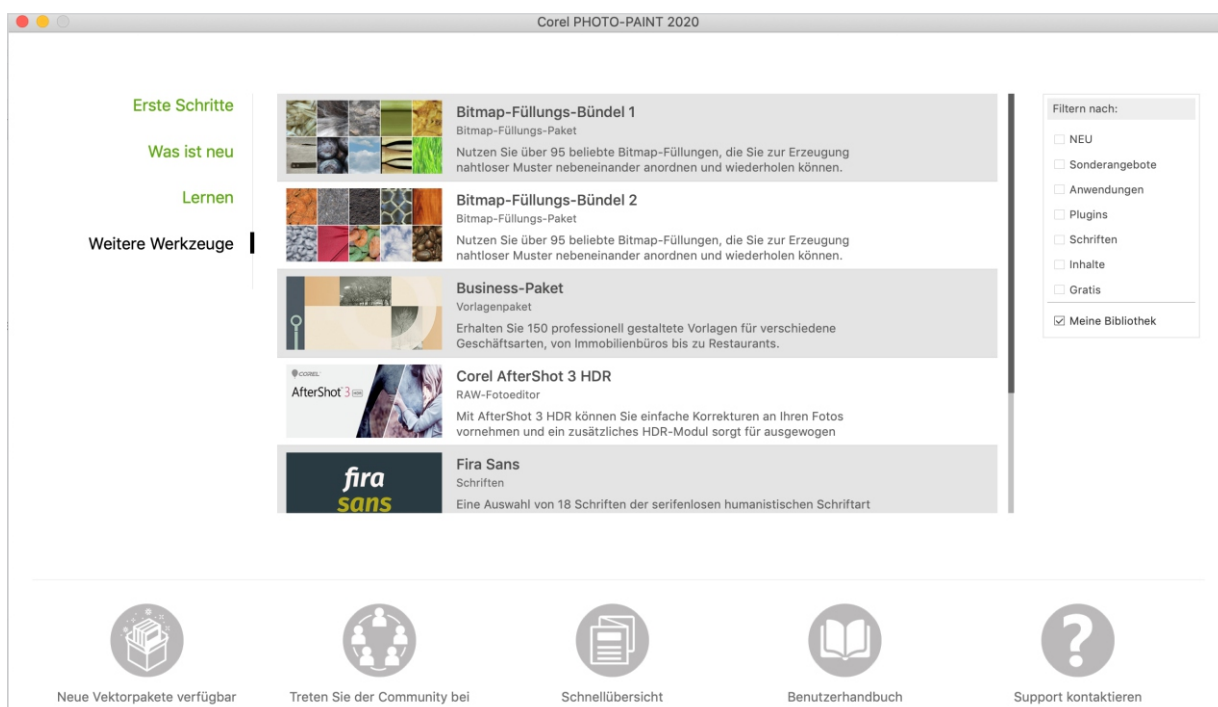 Corel PHOTO-PAINT 2020
Erste Schritte
Was ist neu
Lernen
Weitere Werkzeuge
Bitmap-Füllungs-Bündel 1
Bitmap-Füllungs-Paket
Nutzen Sie über 95 beliebte Bitmap-Füllungen, die Sie zur Erzeugung
nahtloser Muster nebeneinander anordnen und wiederholen können.
Bitmap-Füllungs-Bündel 2
Bitmap-Füllungs-Paket
Nutzen Sie über 95 beliebte Bitmap-Füllungen, die Sie zur Erzeugung
nahtloser Muster nebeneinander anordnen und wiederholen können.
Business-Paket
Vorlagenpaket
Erhalten Sie 150 professionell gestaltete Vorlagen für verschiedene
Geschäftsarten, von Immobilienbüros bis zu Restaurants.
COREL
AfterShot 3 HDR
Corel AfterShot 3 HDR
RAW-Fotoeditor
Mit AfterShot 3 HDR können Sie einfache Korrekturen an Ihren Fotos
vornehmen und ein zusätzliches HDR-Modul sorgt für ausgewogen
fira
sans
Fira Sans
Schriften
Eine Auswahl von 18 Schriften der serifenlosen humanistischen Schriftart
Filtern nach:
NEU
Sonderangebote
Anwendungen
Plugins
Schriften
Inhalte
Gratis
Meine Bibliothek
Neue Vektorpakete verfügbar
Treten Sie der Community bei
Schnellübersicht
Benutzerhandbuch
Support kontaktieren